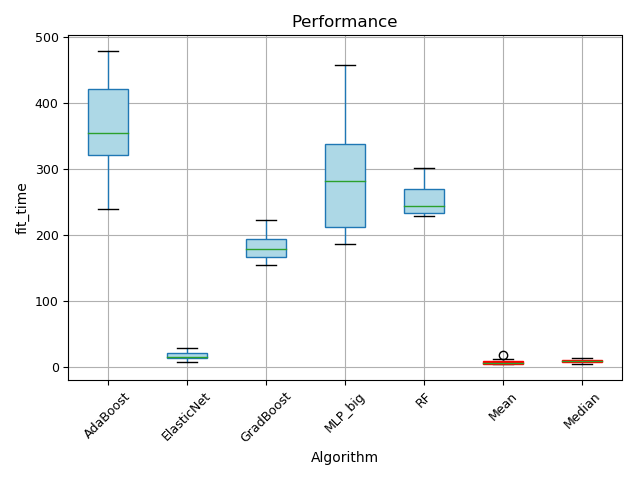 Performance
fit_time
500
400
300
200
100
0
AdaBoost
ElasticNet
GradBoost
MLP_big
RF
Mean
Median
Algorithm